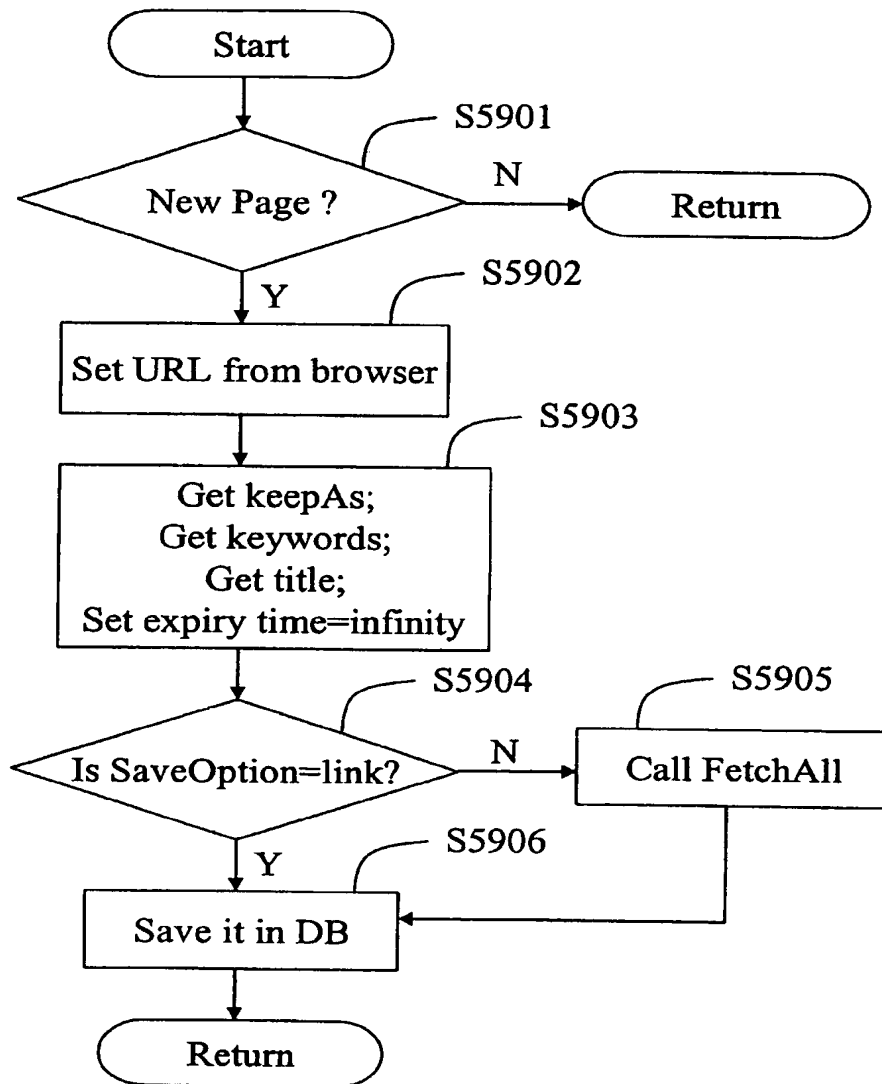 Start
S5901
New Page ?
N
Return
Y
S5902
Set URL from browser
S5903
Get keepAs;
Get keywords;
Get title;
Set expiry time=infinity
S5904
Is SaveOption=link?
N
S5905
Call FetchAll
Y
S5906
Save it in DB
Return